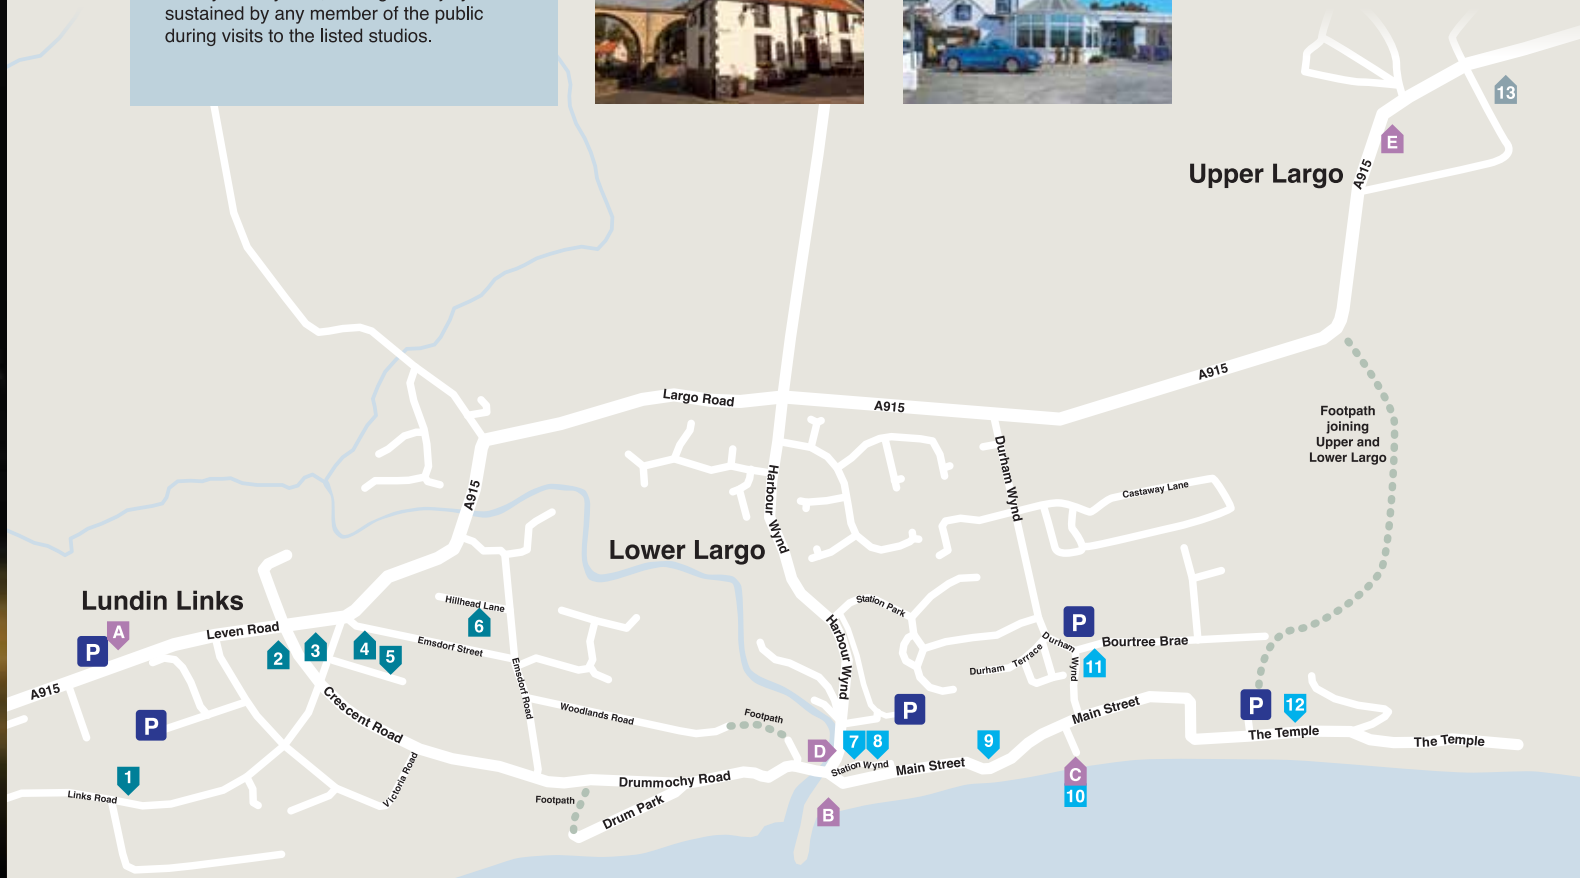 sustained by any member of the public
during visits to the listed studios.
13
E
Upper Largo
A915
Largo Road
A915
A915
Footpath
joining
Upper and
Lower Largo
A915
Harbour Wynd
Durham Wynd
Castaway Lane
Lower Largo
Lundin Links
A
P
A915
Leven Road
2
3
4
5
Hillhead Lane
6
Emsdorf Street
Emsdorf Road
Station Park
Harbour Wynd
Durham Terrace
Durham Wynd
P
Bourtree Brae
11
P
Crescent Road
Woodlands Road
Footpath
P
Main Street
P
12
The Temple
The Temple
1
Links Road
Victoria Road
D
7
8
9
Station Wynd
Main Street
C
10
Drummochy Road
Footpath
Drum Park
B